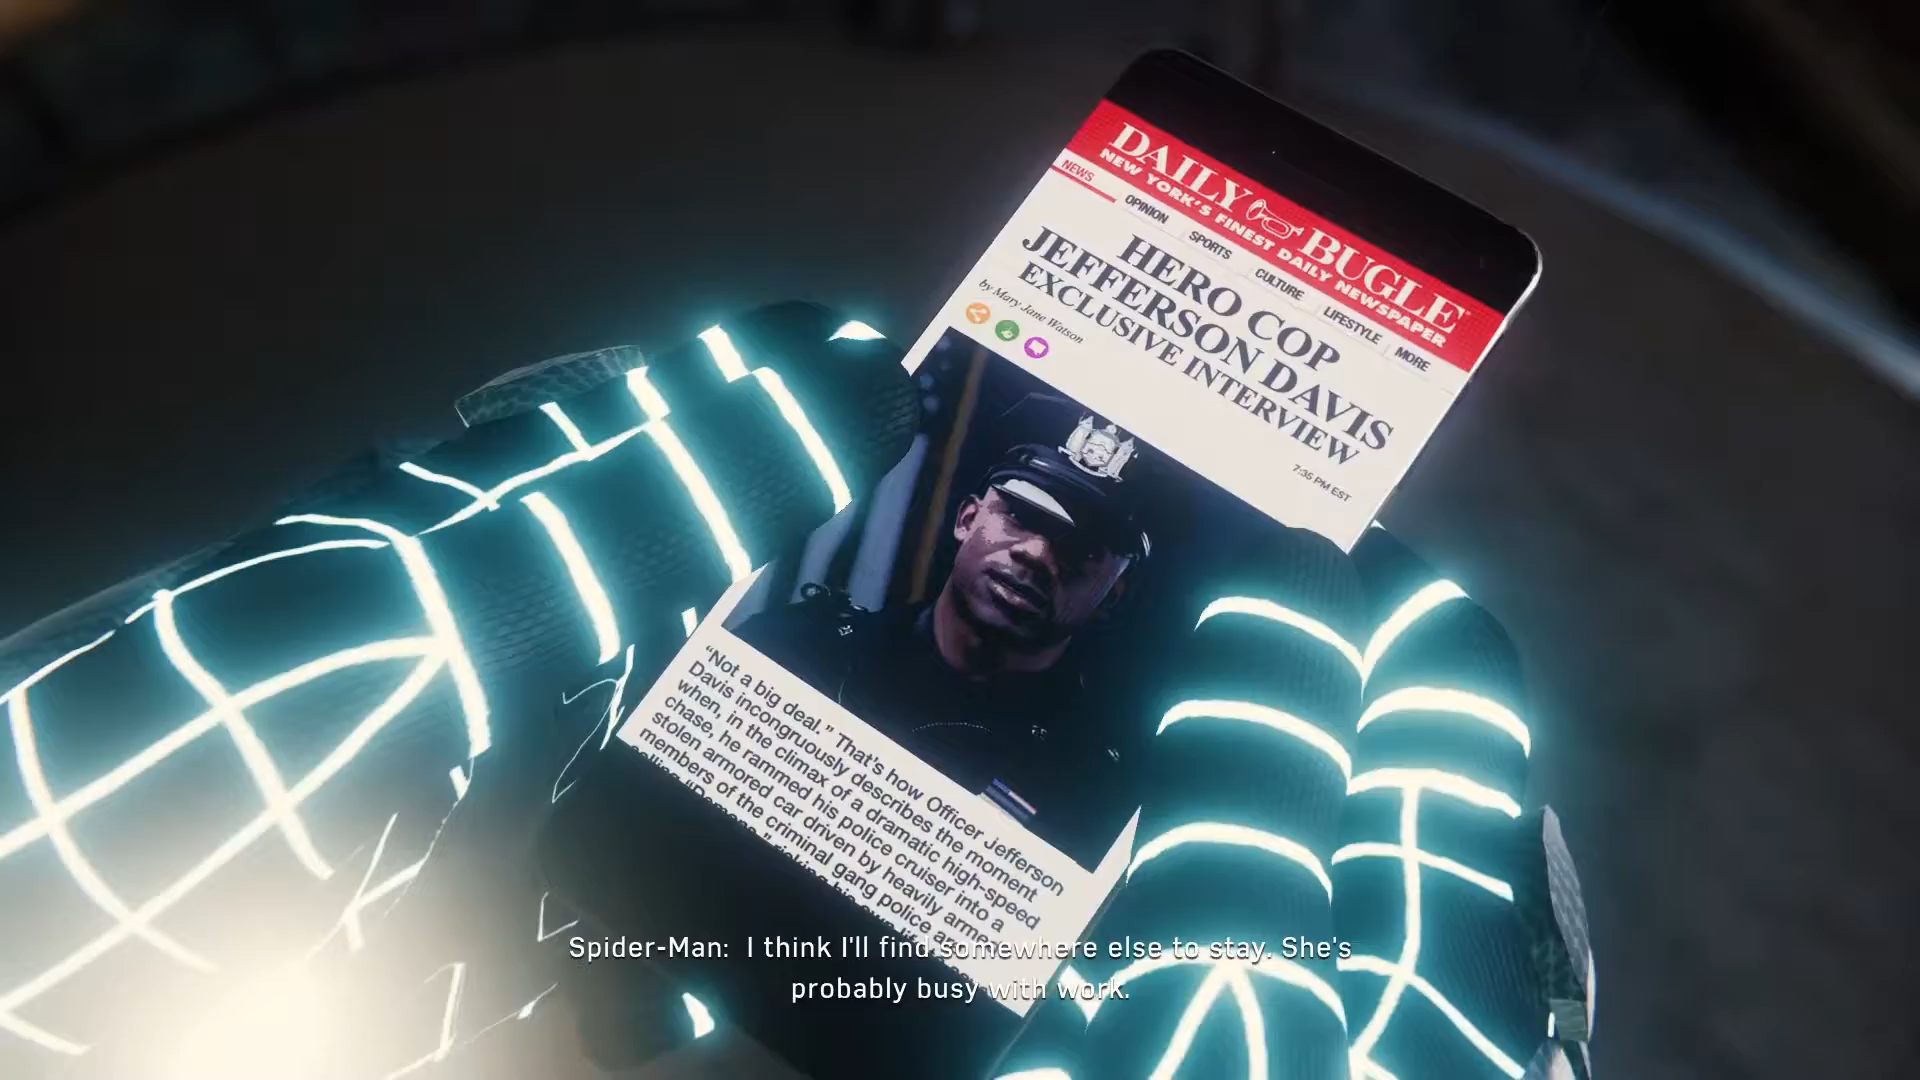 DAILY BUGLE
NEW YORK'S FINEST DAILY NEWSPAPER
NEWS OPINION SPORTS CULTURE LIFESTYLE MORE
HERO COP
JEFFERSON DAVIS
EXCLUSIVE INTERVIEW
by Mary Jane Watson
7:35 PM EST
"Not a big deal." That's how Officer Jefferson
Davis incongruously describes the moment
when, in the climax of a dramatic high-speed
chase, he rammed his police cruiser into a
stolen armored car driven by heavily armed
members of the criminal gang police are
Spider-Man: I think I'll find somewhere else to stay. She's
probably busy with work.